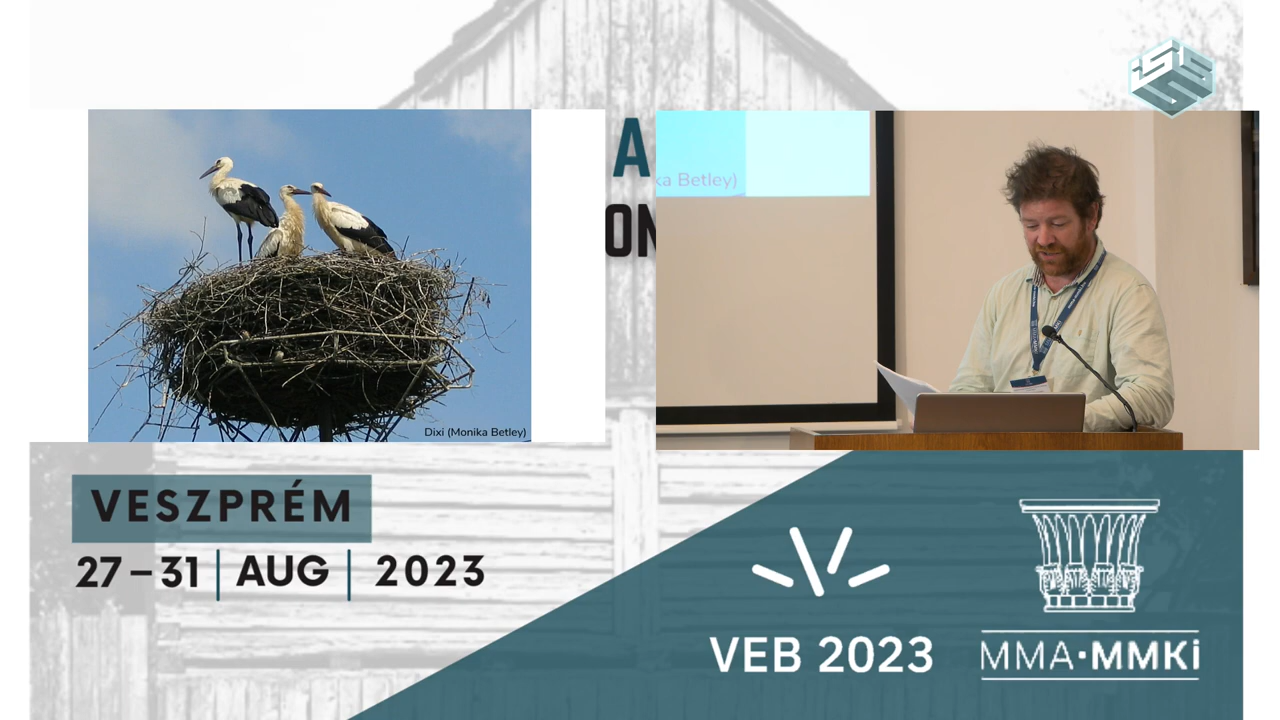 A
ON
ka Betley)
Dixi (Monika Betley)
VESZPRÉM
27–31 | AUG | 2023
VEB 2023
MMA·MMKi